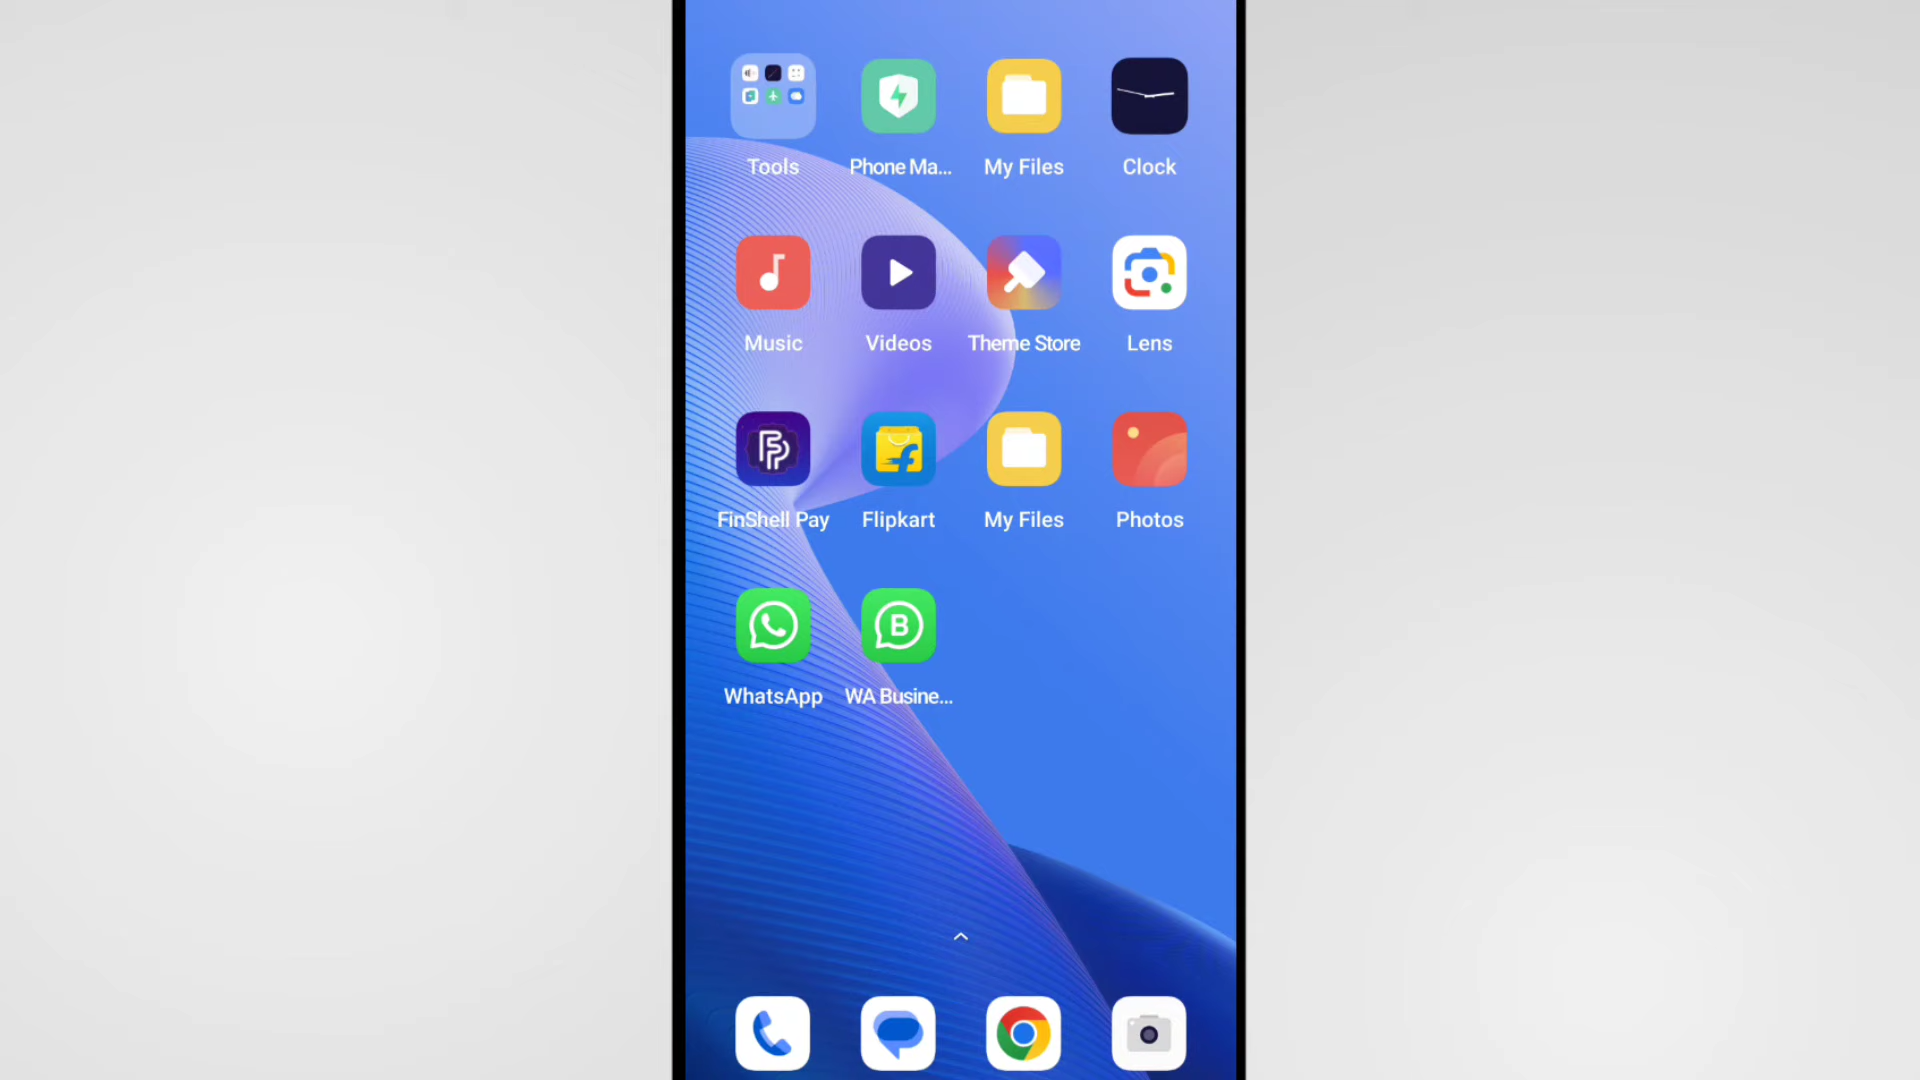 Tools
Phone Ma...
My Files
Clock
Music
Videos
Theme Store
Lens
FinShell Pay
Flipkart
My Files
Photos
B
WhatsApp
WA Busine...